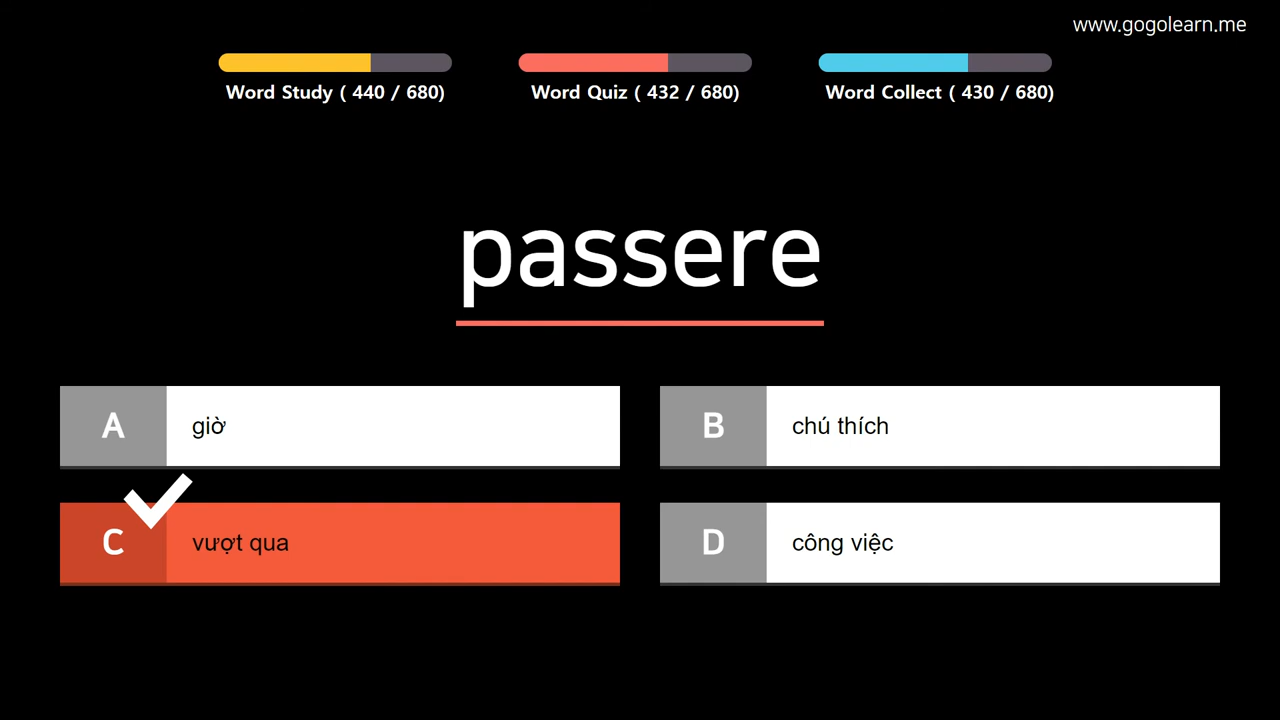 www.gogolearn.me
Word Study ( 440 / 680)
Word Quiz ( 432 / 680)
Word Collect ( 430 / 680)
passere
A
giờ
B
chú thích
C
vượt qua
D
công việc